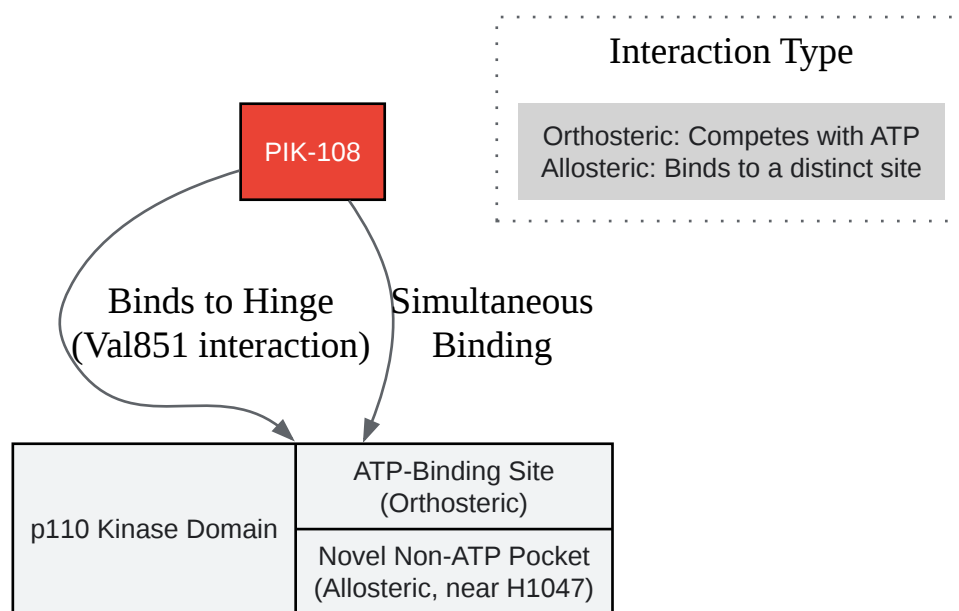 Interaction Type
Orthosteric: Competes with ATP
Allosteric: Binds to a distinct site
PIK-108
Binds to Hinge
(Val851 interaction)
Simultaneous
Binding
p110 Kinase Domain
ATP-Binding Site
(Orthosteric)
Novel Non-ATP Pocket
(Allosteric, near H1047)